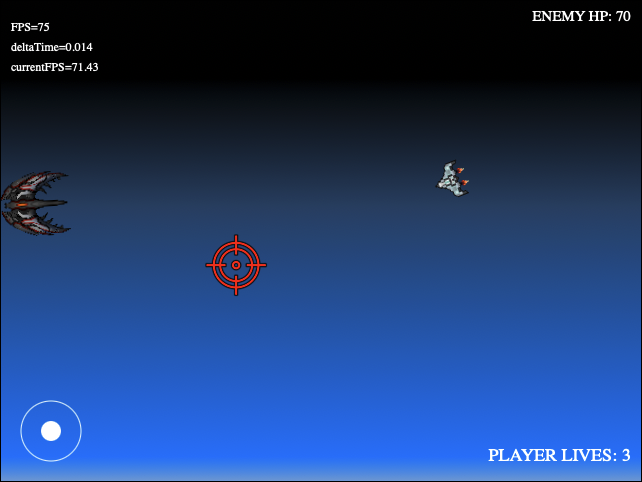 ENEMY HP: 70
FPS=75
deltaTime=0.014
currentFPS=71.43
PLAYER LIVES: 3